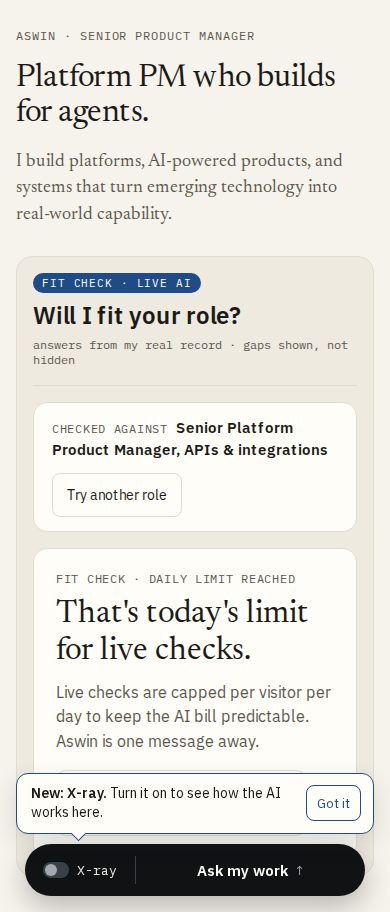 ASWIN · SENIOR PRODUCT MANAGER
Platform PM who builds
for agents.
I build platforms, AI-powered products, and
systems that turn emerging technology into
real-world capability.
FIT CHECK · LIVE AI
Will I fit your role?
answers from my real record · gaps shown, not
hidden
CHECKED AGAINST Senior Platform
Product Manager, APIs & integrations
Try another role
FIT CHECK · DAILY LIMIT REACHED
That's today's limit
for live checks.
Live checks are capped per visitor per
day to keep the AI bill predictable.
Aswin is one message away.
New: X-ray. Turn it on to see how the AI
works here.
Got it
X-ray
Ask my work ↑